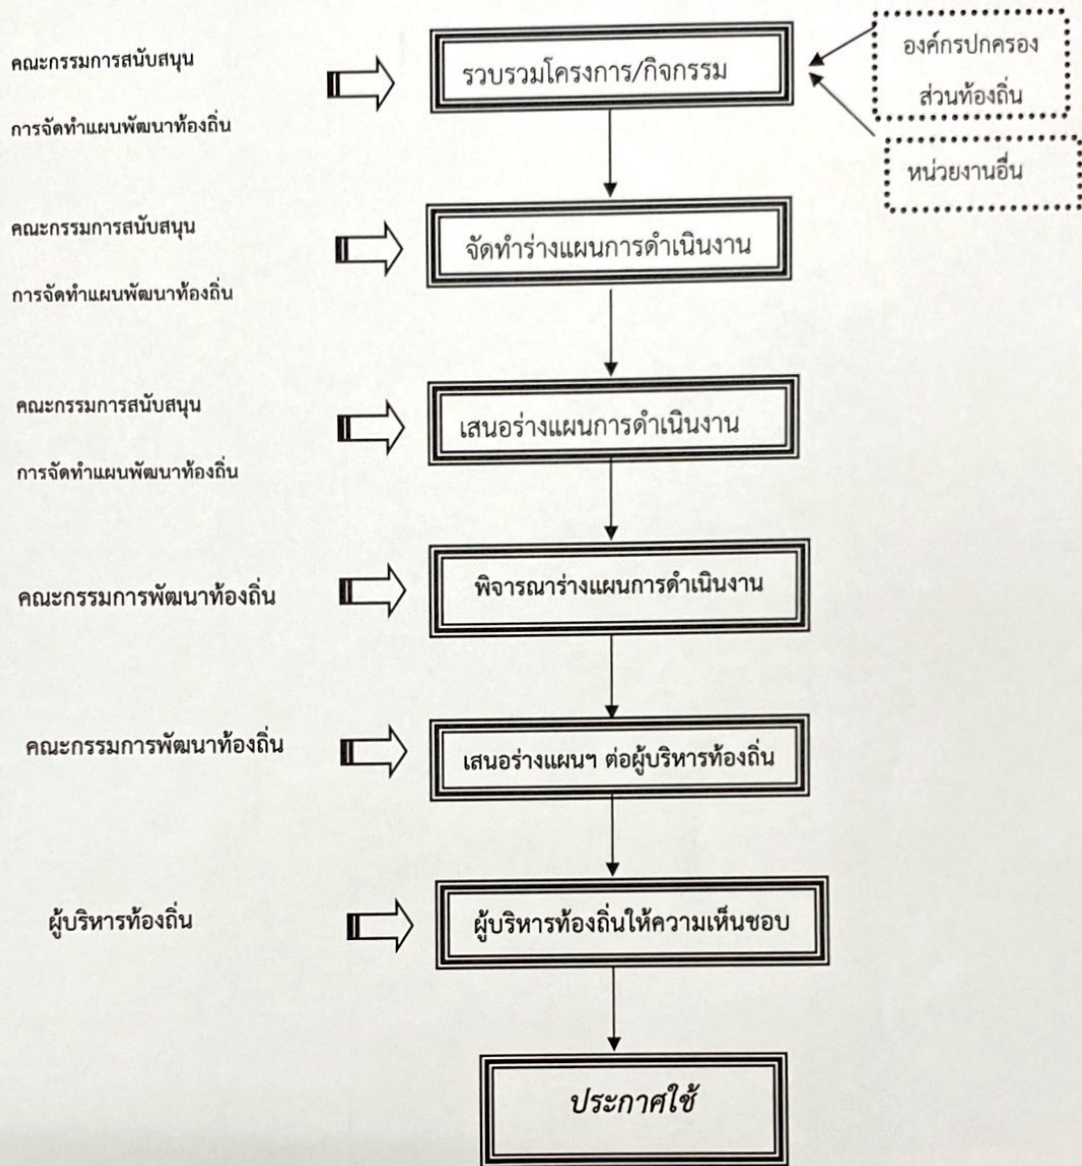 คณะกรรมการสนับสนุน
การจัดทำแผนพัฒนาท้องถิ่น
รวบรวมโครงการ/กิจกรรม
องค์กรปกครอง
ส่วนท้องถิ่น
หน่วยงานอื่น
คณะกรรมการสนับสนุน
การจัดทำแผนพัฒนาท้องถิ่น
จัดทำร่างแผนการดำเนินงาน
คณะกรรมการสนับสนุน
การจัดทำแผนพัฒนาท้องถิ่น
เสนอร่างแผนการดำเนินงาน
คณะกรรมการพัฒนาท้องถิ่น
พิจารณาร่างแผนการดำเนินงาน
คณะกรรมการพัฒนาท้องถิ่น
เสนอร่างแผนฯ ต่อผู้บริหารท้องถิ่น
ผู้บริหารท้องถิ่น
ผู้บริหารท้องถิ่นให้ความเห็นชอบ
ประกาศใช้